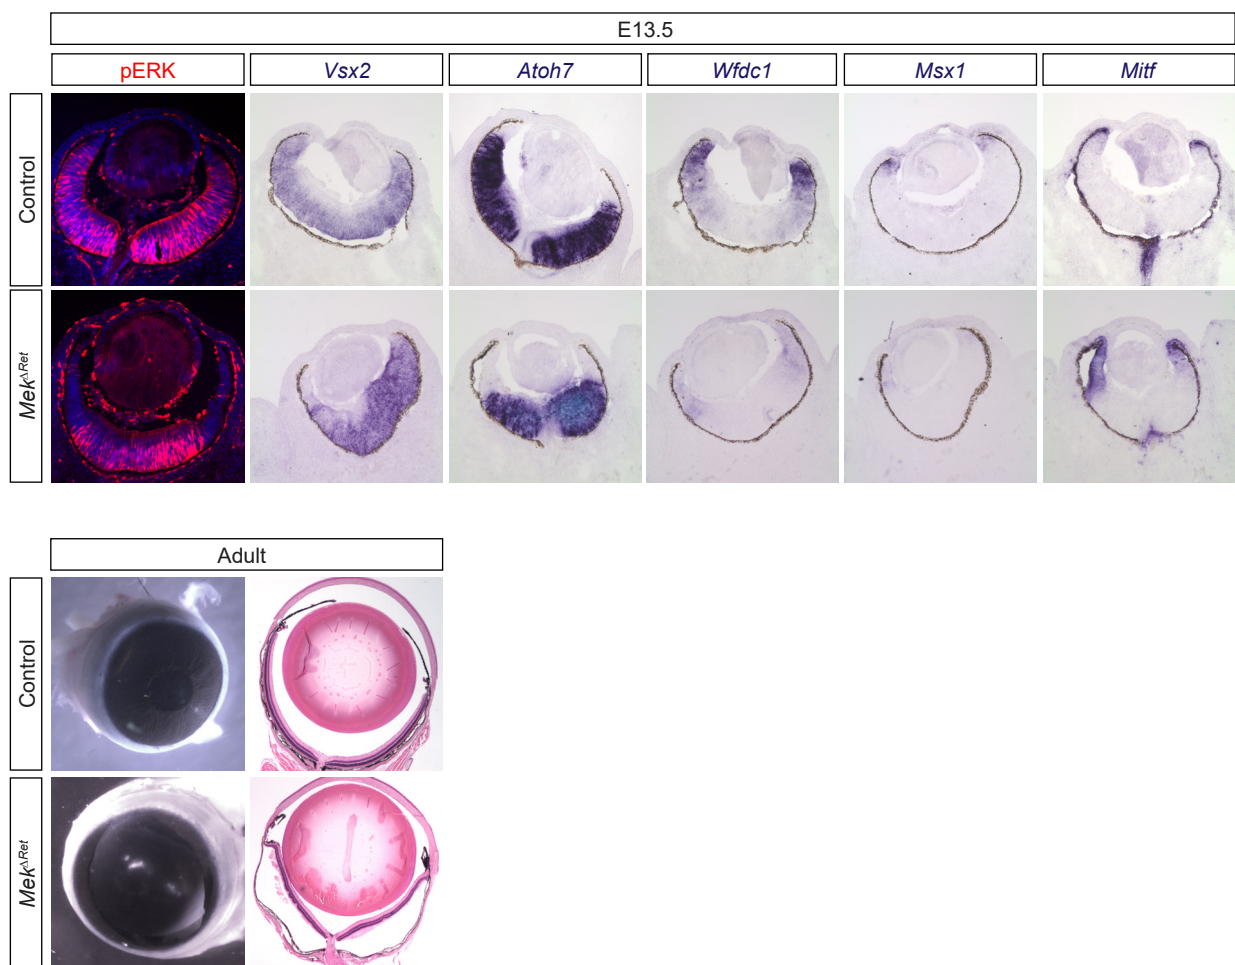 E13.5
pERK
Vsx2
Atoh7
Wfdc1
Msx1
Mitf
Control
Mek^ΔRet
Adult
Control
Mek^ΔRet